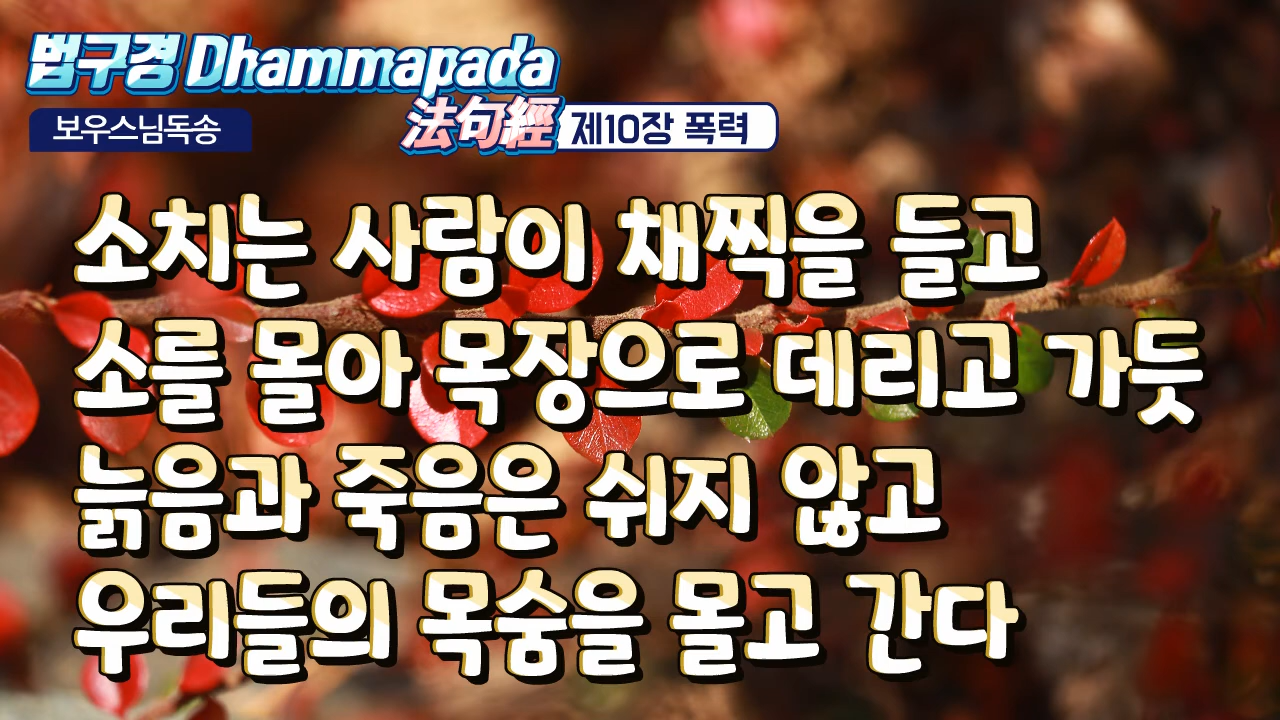 법구경 Dhammapada
보우스님독송
法句經 제10장 폭력
소치는 사람이 채찍을 들고
소를 몰아 목장으로 데리고 가듯
늙음과 죽음은 쉬지 않고
우리들의 목숨을 몰고 간다